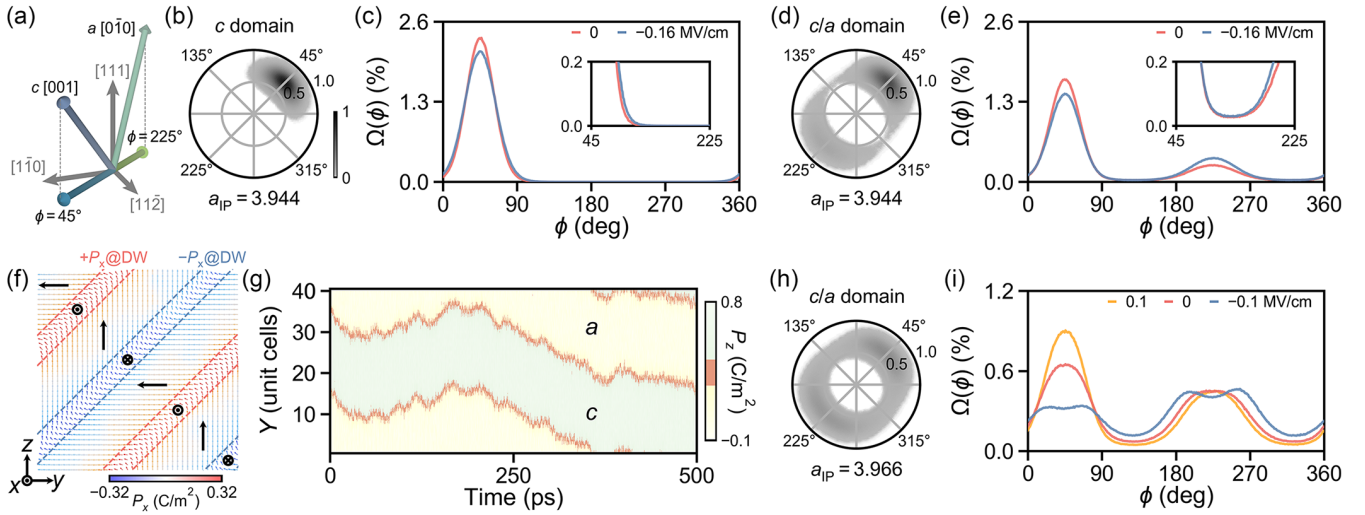 (a)
a [01̅0]
[111]
c [001]
ϕ = 225°
[11̅0]
[112̅]
ϕ = 45°
(b)
c domain
135°
45°
1.0
0.5
225°
315°
a_IP = 3.944
1
0
(c)
2.6
1.3
0.0
Ω(ϕ) (%)
0
−0.16 MV/cm
0.2
0.0
45
225
0
90
180
270
360
ϕ (deg)
(d)
c/a domain
135°
45°
1.0
0.5
225°
315°
a_IP = 3.944
(e)
2.6
1.3
0.0
Ω(ϕ) (%)
0
−0.16 MV/cm
0.2
0.0
45
225
0
90
180
270
360
ϕ (deg)
(f)
+Pₓ@DW
−Pₓ@DW
z
x
y
−0.32
0.32
Pₓ (C/m²)
(g)
40
30
20
10
Y (unit cells)
a
c
0
250
500
Time (ps)
0.8
−0.1
P_z (C/m²)
(h)
c/a domain
135°
45°
1.0
0.5
225°
315°
a_IP = 3.966
(i)
1.2
0.6
0.0
Ω(ϕ) (%)
0.1
0
−0.1 MV/cm
0
90
180
270
360
ϕ (deg)